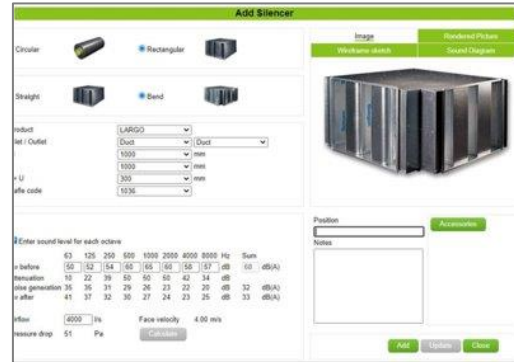 Add Silencer
Circular
Rectangular
Image
Rendered Picture
Wireframe sketch
Sound Diagram
Straight
Bend
roduct LARGO
let / Outlet Duct Duct
1000 mm
1000 mm
U 300 mm
affle code 1036
Position
Accessories
Notes
Enter sound level for each octave
63 125 250 500 1000 2000 4000 8000 Hz Sum
before 50 52 54 60 65 60 58 57 dB 68 dB(A)
ttenuation 10 22 39 50 50 50 42 34 dB
oise generation 35 35 31 29 26 23 22 20 dB 32 dB(A)
after 41 37 32 30 27 24 23 25 dB 33 dB(A)
irflow 4000 l/s Face velocity 4.00 m/s
ressure drop 51 Pa Calculate
Add Update Close